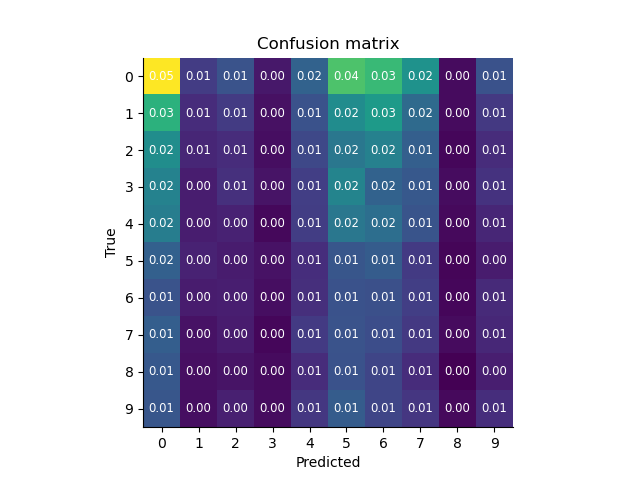 Confusion matrix
True
0 0.05 0.01 0.01 0.00 0.02 0.04 0.03 0.02 0.00 0.01
1 0.03 0.01 0.01 0.00 0.01 0.02 0.03 0.02 0.00 0.01
2 0.02 0.01 0.01 0.00 0.01 0.02 0.02 0.01 0.00 0.01
3 0.02 0.00 0.01 0.00 0.01 0.02 0.02 0.01 0.00 0.01
4 0.02 0.00 0.00 0.00 0.01 0.02 0.02 0.01 0.00 0.01
5 0.02 0.00 0.00 0.00 0.01 0.01 0.01 0.01 0.00 0.00
6 0.01 0.00 0.00 0.00 0.01 0.01 0.01 0.01 0.00 0.01
7 0.01 0.00 0.00 0.00 0.01 0.01 0.01 0.01 0.00 0.01
8 0.01 0.00 0.00 0.00 0.01 0.01 0.01 0.01 0.00 0.00
9 0.01 0.00 0.00 0.00 0.01 0.01 0.01 0.01 0.00 0.01
0 1 2 3 4 5 6 7 8 9
Predicted